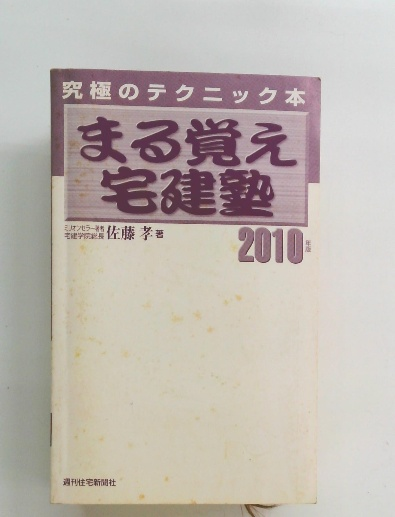 究極のテクニック本
まる覚え
宅建塾
ミリオンセラー著者
宅建学院総長 佐藤 孝 著
2010年版
週刊住宅新聞社